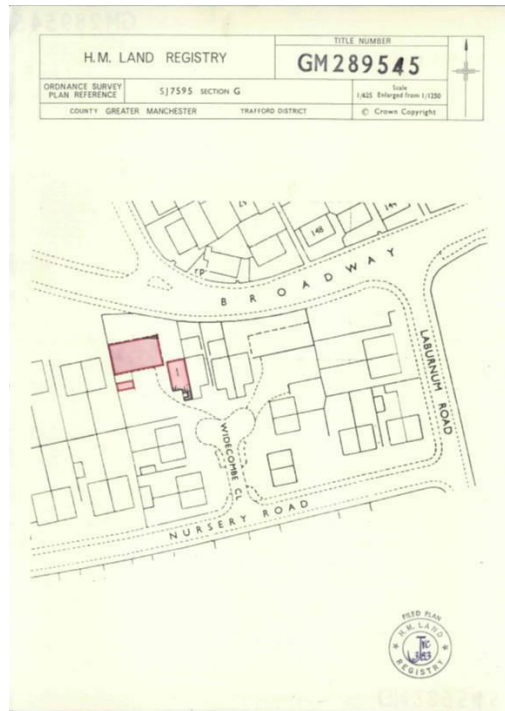 H.M. LAND REGISTRY
TITLE NUMBER
GM289545
ORDNANCE SURVEY
PLAN REFERENCE
SJ7595 SECTION G
Scale
1/625 Enlarged from 1/1250
COUNTY GREATER MANCHESTER
TRAFFORD DISTRICT
© Crown Copyright
148
BROADWAY
LABURNUM ROAD
1
WIDECOMBE CL
NURSERY ROAD
FILED PLAN
H.M. LAND
REGISTRY